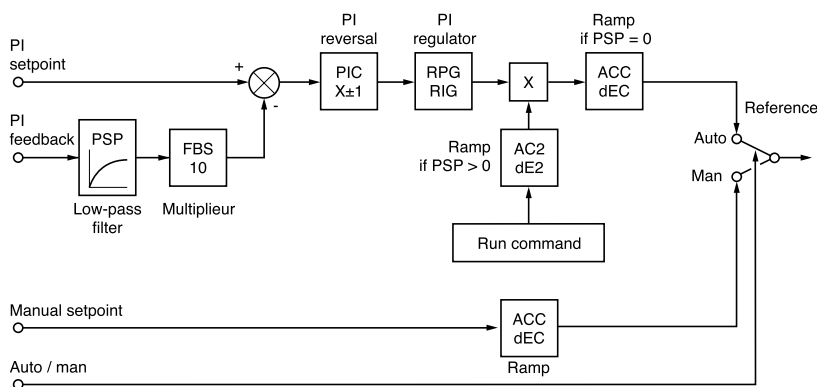 PI
setpoint
+
-
PI
reversal
PIC
X±1
PI
regulator
RPG
RIG
X
Ramp
if PSP = 0
ACC
dEC
Reference
PI
feedback
PSP
Low-pass
filter
FBS
10
Multiplieur
Ramp
if PSP > 0
AC2
dE2
Run command
Auto
Man
Manual setpoint
ACC
dEC
Ramp
Auto / man